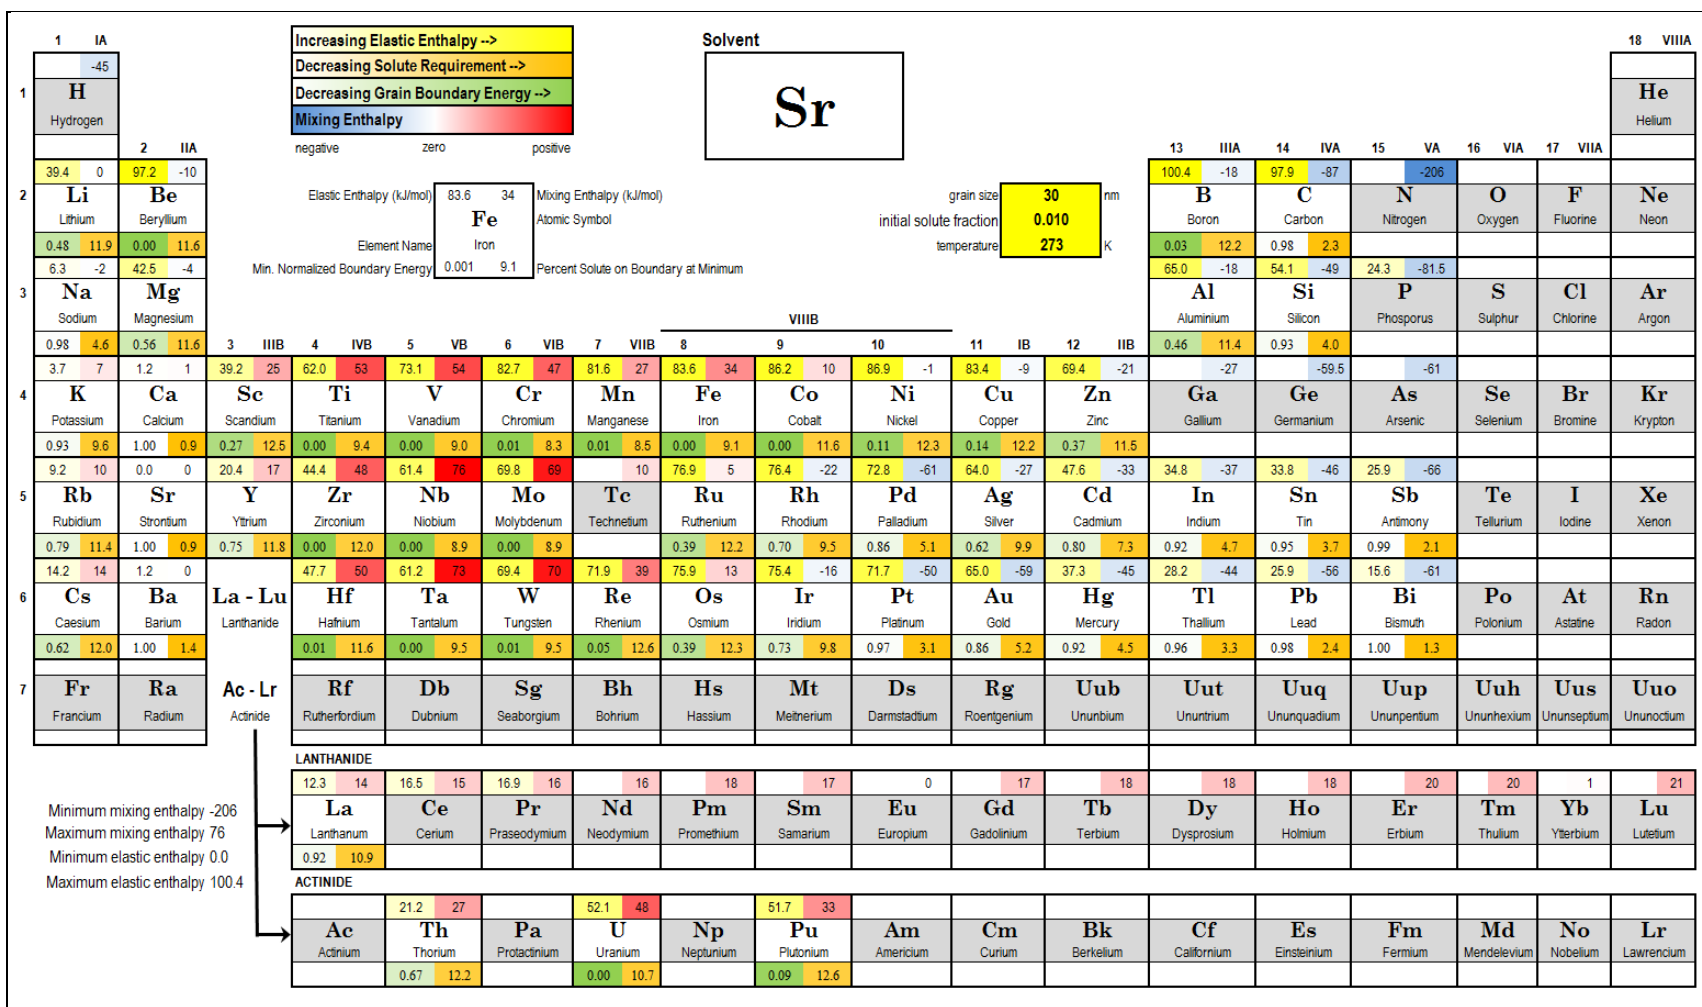 1 IA
Increasing Elastic Enthalpy -->
Solvent
18 VIIIA
-45
Decreasing Solute Requirement -->
1 H Decreasing Grain Boundary Energy --> Sr He
Hydrogen Mixing Enthalpy Helium
2 IIA negative zero positive 13 IIIA 14 IVA 15 VA 16 VIA 17 VIIA
39.4 0 97.2 -10 100.4 -18 97.9 -87 -206
2 Li Be Elastic Enthalpy (kJ/mol) 83.6 34 Mixing Enthalpy (kJ/mol) grain size 30 nm B C N O F Ne
Lithium Beryllium Fe Atomic Symbol initial solute fraction 0.010 Boron Carbon Nitrogen Oxygen Fluorine Neon
0.48 11.9 0.00 11.6 Element Name Iron temperature 273 K 0.03 12.2 0.98 2.3
6.3 -2 42.5 -4 Min. Normalized Boundary Energy 0.001 9.1 Percent Solute on Boundary at Minimum 65.0 -18 54.1 -49 24.3 -81.5
3 Na Mg Al Si P S Cl Ar
Sodium Magnesium VIIIB Aluminium Silicon Phosporus Sulphur Chlorine Argon
0.98 4.6 0.56 11.6 3 IIIB 4 IVB 5 VB 6 VIB 7 VIIB 8 9 10 11 IB 12 IIB 0.46 11.4 0.93 4.0
3.7 7 1.2 1 39.2 25 62.0 53 73.1 54 82.7 47 81.6 27 83.6 34 86.2 10 86.9 -1 83.4 -9 69.4 -21 -27 -59.5 -61
4 K Ca Sc Ti V Cr Mn Fe Co Ni Cu Zn Ga Ge As Se Br Kr
Potassium Calcium Scandium Titanium Vanadium Chromium Manganese Iron Cobalt Nickel Copper Zinc Gallium Germanium Arsenic Selenium Bromine Krypton
0.93 9.6 1.00 0.9 0.27 12.5 0.00 9.4 0.00 9.0 0.01 8.3 0.01 8.5 0.00 9.1 0.00 11.6 0.11 12.3 0.14 12.2 0.37 11.5
9.2 10 0.0 0 20.4 17 44.4 48 61.4 76 69.8 69 10 76.9 5 76.4 -22 72.8 -61 64.0 -27 47.6 -33 34.8 -37 33.8 -46 25.9 -66
5 Rb Sr Y Zr Nb Mo Tc Ru Rh Pd Ag Cd In Sn Sb Te I Xe
Rubidium Strontium Yttrium Zirconium Niobium Molybdenum Technetium Ruthenium Rhodium Palladium Silver Cadmium Indium Tin Antimony Tellurium Iodine Xenon
0.79 11.4 1.00 0.9 0.75 11.8 0.00 12.0 0.00 8.9 0.00 8.9 0.39 12.2 0.70 9.5 0.86 5.1 0.62 9.9 0.80 7.3 0.92 4.7 0.95 3.7 0.99 2.1
14.2 14 1.2 0 47.7 50 61.2 73 69.4 70 71.9 39 75.9 13 75.4 -16 71.7 -50 65.0 -59 37.3 -45 28.2 -44 25.9 -56 15.6 -61
6 Cs Ba La - Lu Hf Ta W Re Os Ir Pt Au Hg Tl Pb Bi Po At Rn
Caesium Barium Lanthanide Hafnium Tantalum Tungsten Rhenium Osmium Iridium Platinum Gold Mercury Thallium Lead Bismuth Polonium Astatine Radon
0.62 12.0 1.00 1.4 0.01 11.6 0.00 9.5 0.01 9.5 0.05 12.6 0.39 12.3 0.73 9.8 0.97 3.1 0.86 5.2 0.92 4.5 0.96 3.3 0.98 2.4 1.00 1.3
7 Fr Ra Ac - Lr Rf Db Sg Bh Hs Mt Ds Rg Uub Uut Uuq Uup Uuh Uus Uuo
Francium Radium Actinide Rutherfordium Dubnium Seaborgium Bohrium Hassium Meitnerium Darmstadtium Roentgenium Ununbium Ununtrium Ununquadium Ununpentium Ununhexium Ununseptium Ununoctium
LANTHANIDE
12.3 14 16.5 15 16.9 16 16 18 17 0 17 18 18 18 20 20 1 21
Minimum mixing enthalpy -206 La Ce Pr Nd Pm Sm Eu Gd Tb Dy Ho Er Tm Yb Lu
Maximum mixing enthalpy 76 Lanthanum Cerium Praseodymium Neodymium Promethium Samarium Europium Gadolinium Terbium Dysprosium Holmium Erbium Thulium Ytterbium Lutetium
Minimum elastic enthalpy 0.0 0.92 10.9
Maximum elastic enthalpy 100.4 ACTINIDE
21.2 27 52.1 48 51.7 33
Ac Th Pa U Np Pu Am Cm Bk Cf Es Fm Md No Lr
Actinium Thorium Protactinium Uranium Neptunium Plutonium Americium Curium Berkelium Californium Einsteinium Fermium Mendelevium Nobelium Lawrencium
0.67 12.2 0.00 10.7 0.09 12.6